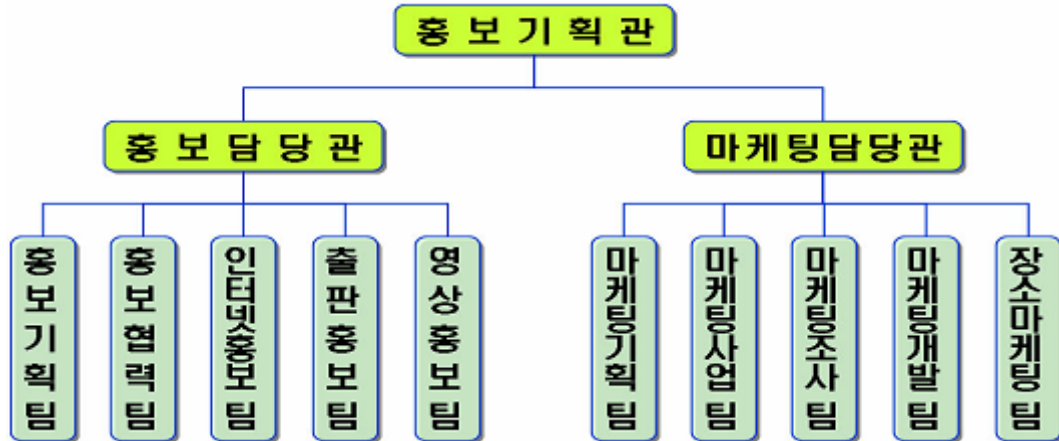 홍보기획관
홍보담당관
마케팅담당관
홍보기획팀
홍보협력팀
인터넷홍보팀
출판홍보팀
영상홍보팀
마케팅기획팀
마케팅사업팀
마케팅조사팀
마케팅개발팀
장소마케팅팀